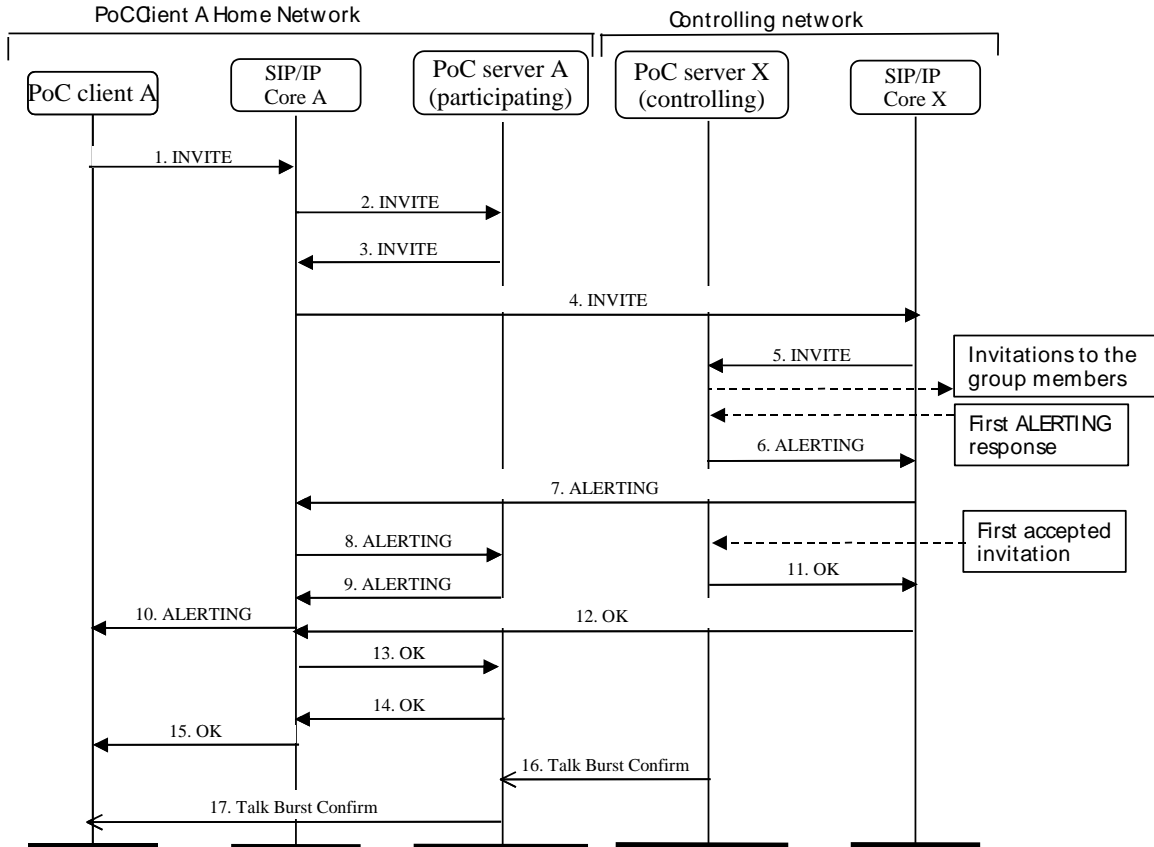 PoCClient A Home Network
Controlling network
PoC client A
SIP/IP
Core A
PoC server A
(participating)
PoC server X
(controlling)
SIP/IP
Core X
1. INVITE
2. INVITE
3. INVITE
4. INVITE
5. INVITE
Invitations to the
group members
First ALERTING
response
6. ALERTING
7. ALERTING
First accepted
invitation
8. ALERTING
9. ALERTING
11. OK
10. ALERTING
12. OK
13. OK
14. OK
15. OK
16. Talk Burst Confirm
17. Talk Burst Confirm